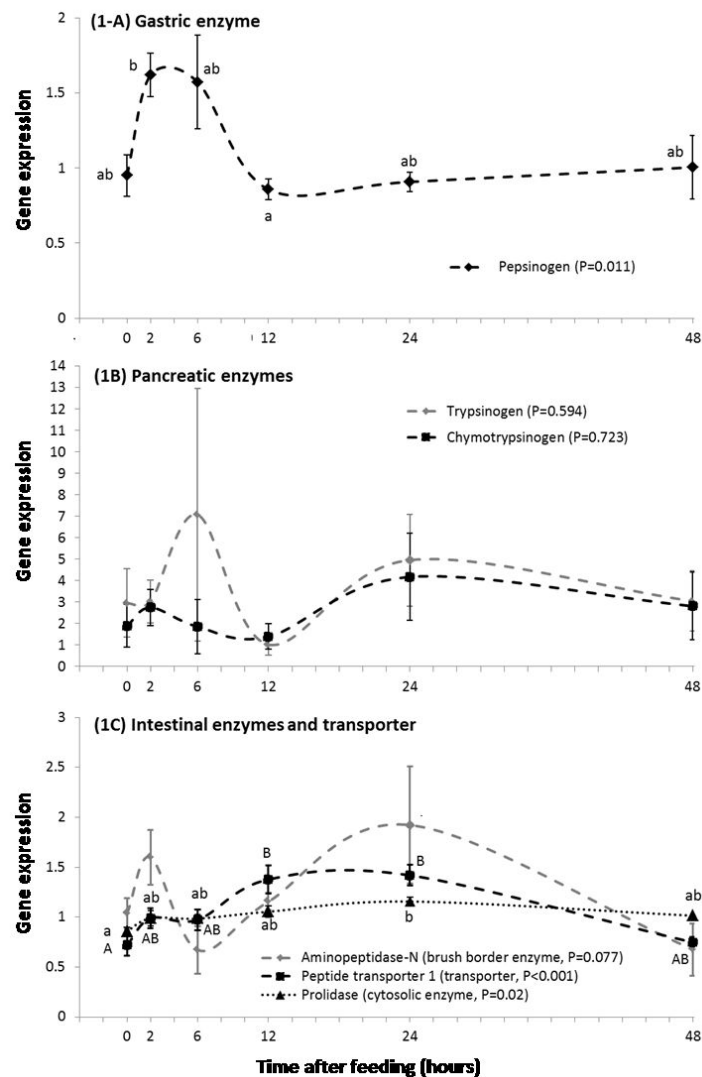 (1-A) Gastric enzyme
Gene expression
2
1.5
1
0.5
0
ab
b
ab
a
ab
ab
Pepsinogen (P=0.011)
0 2 6 12 24 48
(1B) Pancreatic enzymes
Gene expression
14
13
12
11
10
9
8
7
6
5
4
3
2
1
0
Trypsinogen (P=0.594)
Chymotrypsinogen (P=0.723)
0 2 6 12 24 48
(1C) Intestinal enzymes and transporter
Gene expression
3
2.5
2
1.5
1
0.5
0
B
B
ab ab ab
a AB AB ab b
A AB
Aminopeptidase-N (brush border enzyme, P=0.077)
Peptide transporter 1 (transporter, P<0.001)
Prolidase (cytosolic enzyme, P=0.02)
0 2 6 12 24 48
Time after feeding (hours)